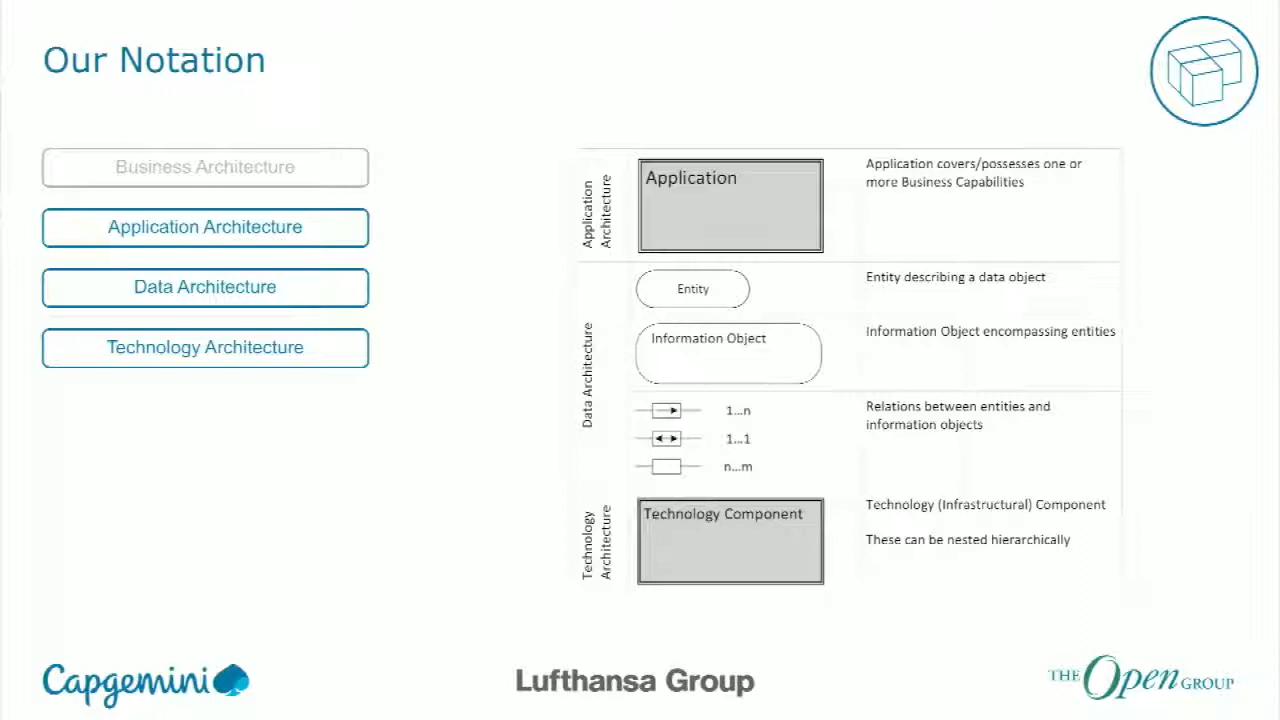 Our Notation
Business Architecture
Application Architecture
Data Architecture
Technology Architecture
Application
Architecture
Application
Application covers/possesses one or
more Business Capabilities
Data Architecture
Entity
Entity describing a data object
Information Object
Information Object encompassing entities
1...n
1...1
n...m
Relations between entities and
information objects
Technology
Architecture
Technology Component
Technology (Infrastructural) Component
These can be nested hierarchically
Capgemini
Lufthansa Group
THE Open GROUP